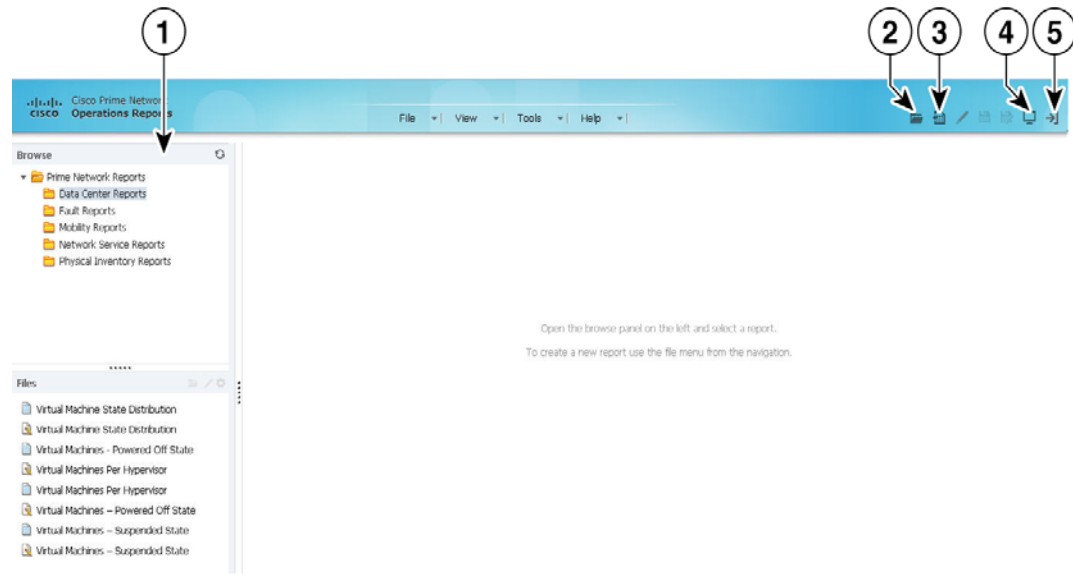 1 2 3 4 5
Cisco Prime Network
CISCO Operations Reports
File View Tools Help
Browse
Prime Network Reports
Data Center Reports
Fault Reports
Mobility Reports
Network Service Reports
Physical Inventory Reports
Open the browse panel on the left and select a report.
To create a new report use the file menu from the navigation.
Files
Virtual Machine State Distribution
Virtual Machine State Distribution
Virtual Machines - Powered Off State
Virtual Machines Per Hypervisor
Virtual Machines Per Hypervisor
Virtual Machines – Powered Off State
Virtual Machines – Suspended State
Virtual Machines – Suspended State